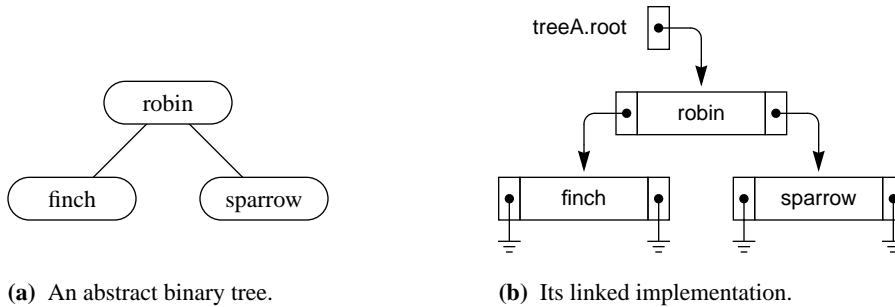 treeA.root
robin
robin
finch
sparrow
finch
sparrow
(a) An abstract binary tree.
(b) Its linked implementation.